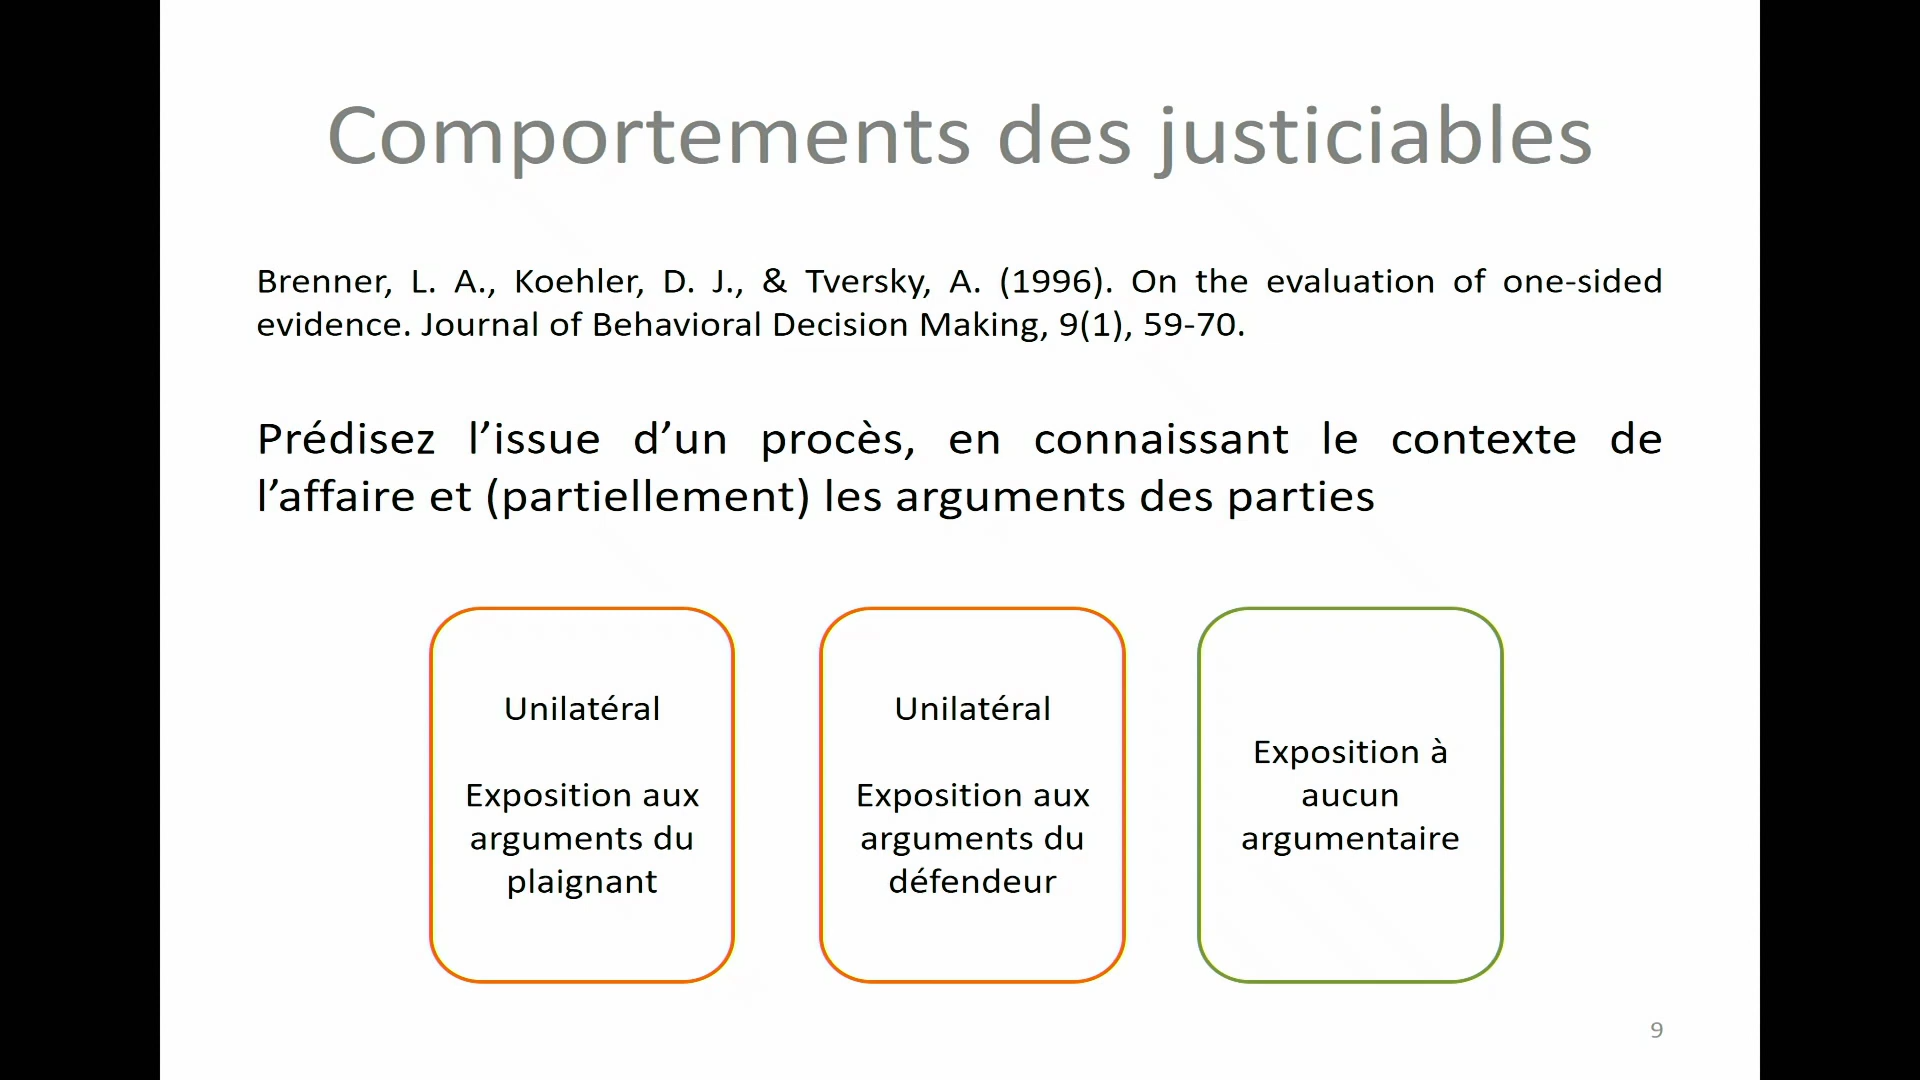 Comportements des justiciables
Brenner, L. A., Koehler, D. J., & Tversky, A. (1996). On the evaluation of one-sided
evidence. Journal of Behavioral Decision Making, 9(1), 59-70.
Prédisez l’issue d’un procès, en connaissant le contexte de
l’affaire et (partiellement) les arguments des parties
Unilatéral
Exposition aux
arguments du
plaignant
Unilatéral
Exposition aux
arguments du
défendeur
Exposition à
aucun
argumentaire
9